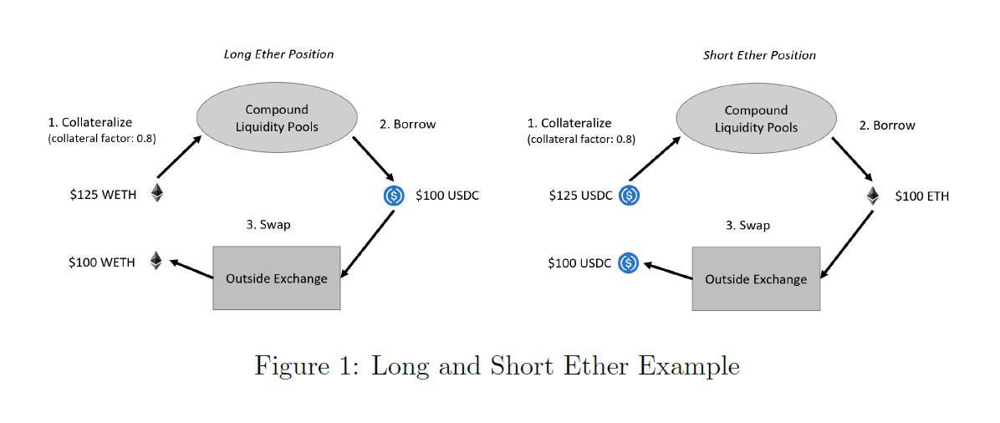 Long Ether Position
Compound
Liquidity Pools
1. Collateralize
(collateral factor: 0.8)
2. Borrow
$125 WETH
$100 USDC
3. Swap
$100 WETH
Outside Exchange
Short Ether Position
Compound
Liquidity Pools
1. Collateralize
(collateral factor: 0.8)
2. Borrow
$125 USDC
$100 ETH
3. Swap
$100 USDC
Outside Exchange
Figure 1: Long and Short Ether Example